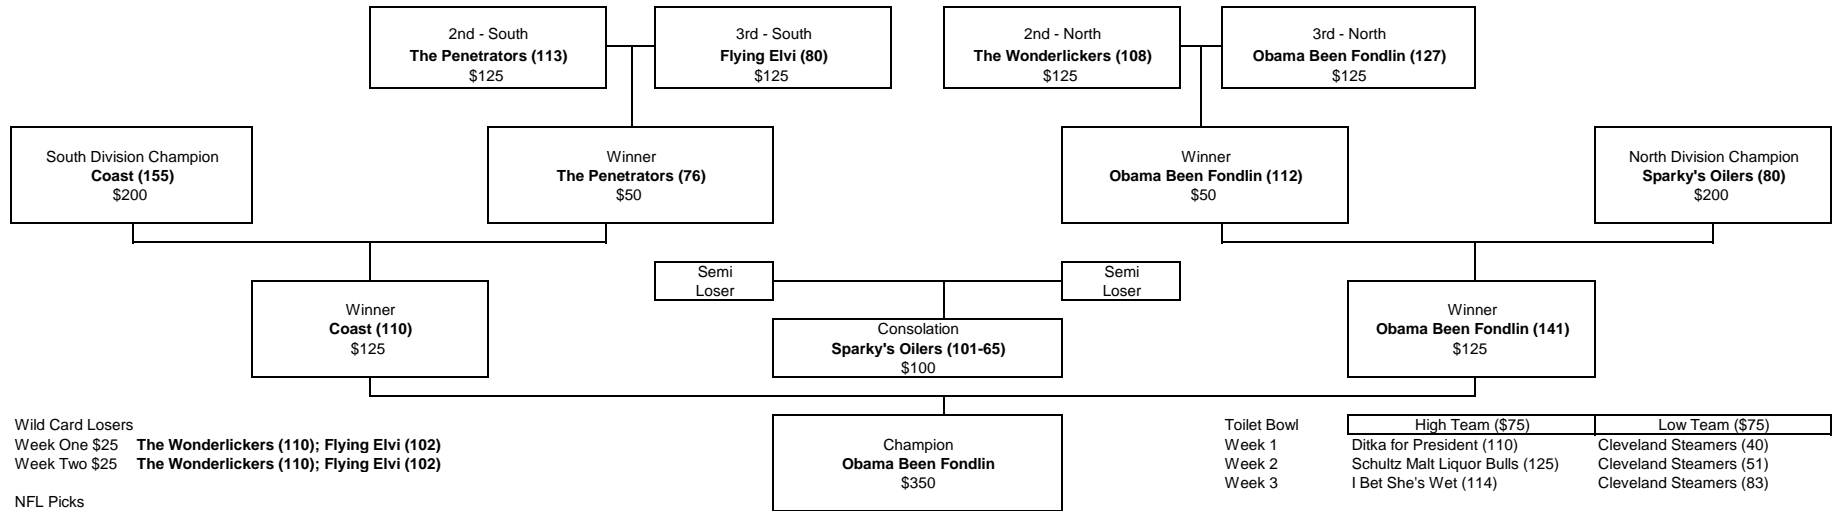 2nd - South
The Penetrators (113)
$125
3rd - South
Flying Elvi (80)
$125
2nd - North
The Wonderlickers (108)
$125
3rd - North
Obama Been Fondlin (127)
$125
South Division Champion
Coast (155)
$200
Winner
The Penetrators (76)
$50
Winner
Obama Been Fondlin (112)
$50
North Division Champion
Sparky's Oilers (80)
$200
Semi
Loser
Semi
Loser
Winner
Coast (110)
$125
Consolation
Sparky's Oilers (101-65)
$100
Winner
Obama Been Fondlin (141)
$125
Wild Card Losers
Week One $25 The Wonderlickers (110); Flying Elvi (102)
Week Two $25 The Wonderlickers (110); Flying Elvi (102)
NFL Picks
Champion
Obama Been Fondlin
$350
Toilet Bowl High Team ($75) Low Team ($75)
Week 1 Ditka for President (110) Cleveland Steamers (40)
Week 2 Schultz Malt Liquor Bulls (125) Cleveland Steamers (51)
Week 3 I Bet She's Wet (114) Cleveland Steamers (83)